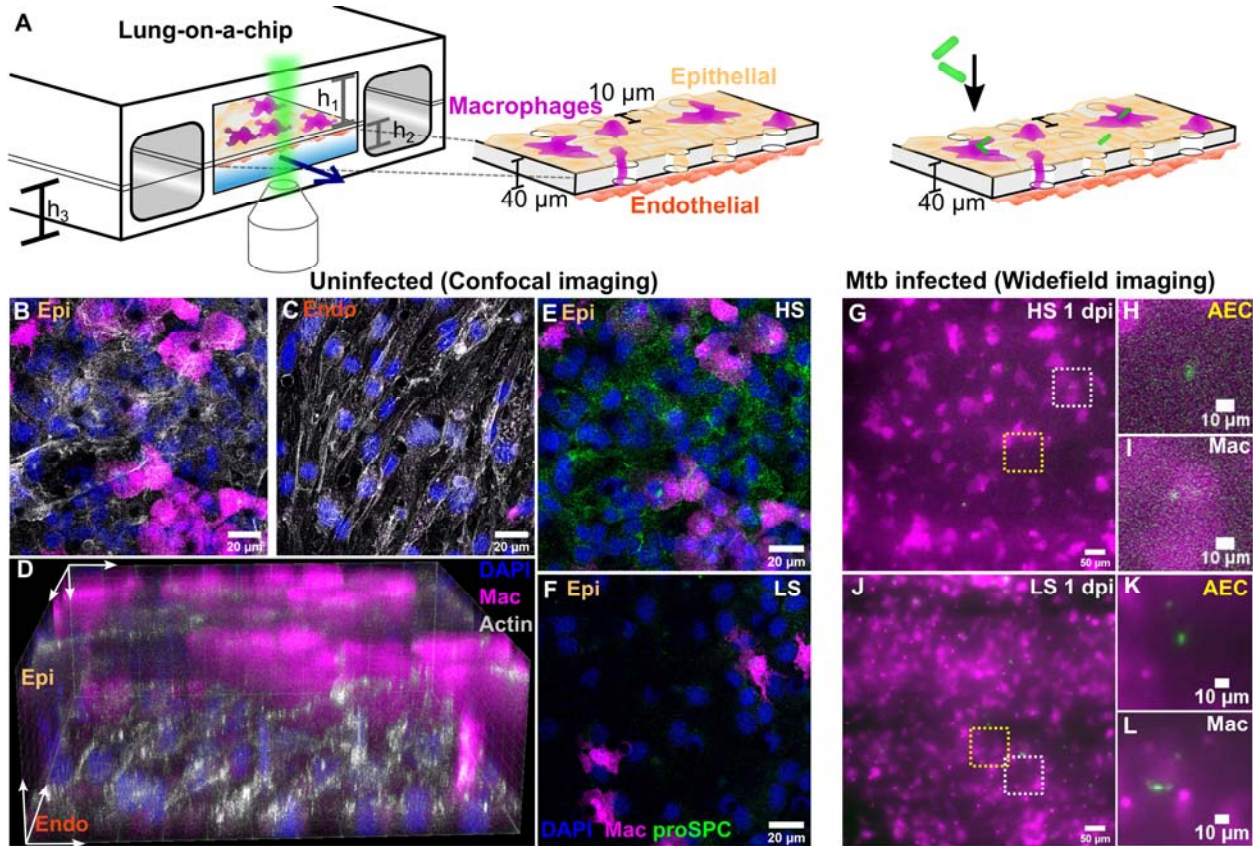 A
Lung-on-a-chip
h1
h2
h3
Macrophages
10 µm
Epithelial
40 µm
Endothelial
40 µm
Uninfected (Confocal imaging)
Mtb infected (Widefield imaging)
B Epi
20 µm
C Endo
20 µm
D
DAPI
Mac
Actin
Epi
Endo
E Epi HS
20 µm
F Epi LS
DAPI Mac proSPC
20 µm
G HS 1 dpi
50 µm
H AEC
10 µm
I Mac
10 µm
J LS 1 dpi
50 µm
K AEC
10 µm
L Mac
10 µm